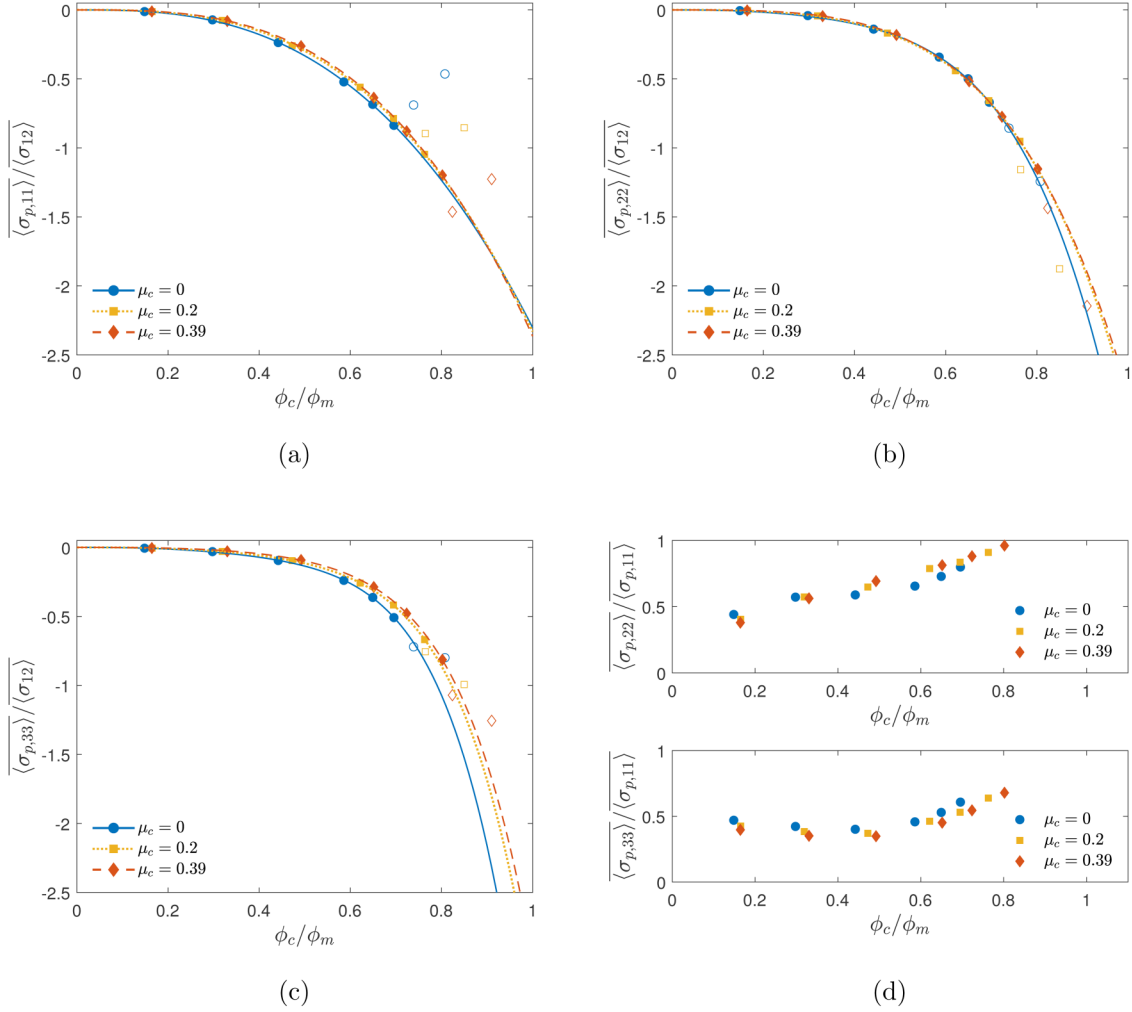 0
-0.5
-1
-1.5
-2
-2.5
0 0.2 0.4 0.6 0.8 1
⟨σp,11⟩/⟨σ12⟩
μc = 0
μc = 0.2
μc = 0.39
ϕc/ϕm
(a)
0
-0.5
-1
-1.5
-2
-2.5
0 0.2 0.4 0.6 0.8 1
⟨σp,22⟩/⟨σ12⟩
μc = 0
μc = 0.2
μc = 0.39
ϕc/ϕm
(b)
0
-0.5
-1
-1.5
-2
-2.5
0 0.2 0.4 0.6 0.8 1
⟨σp,33⟩/⟨σ12⟩
μc = 0
μc = 0.2
μc = 0.39
ϕc/ϕm
(c)
1
0.5
0
0 0.2 0.4 0.6 0.8 1
⟨σp,22⟩/⟨σp,11⟩
μc = 0
μc = 0.2
μc = 0.39
ϕc/ϕm
1
0.5
0
0 0.2 0.4 0.6 0.8 1
⟨σp,33⟩/⟨σp,11⟩
μc = 0
μc = 0.2
μc = 0.39
ϕc/ϕm
(d)